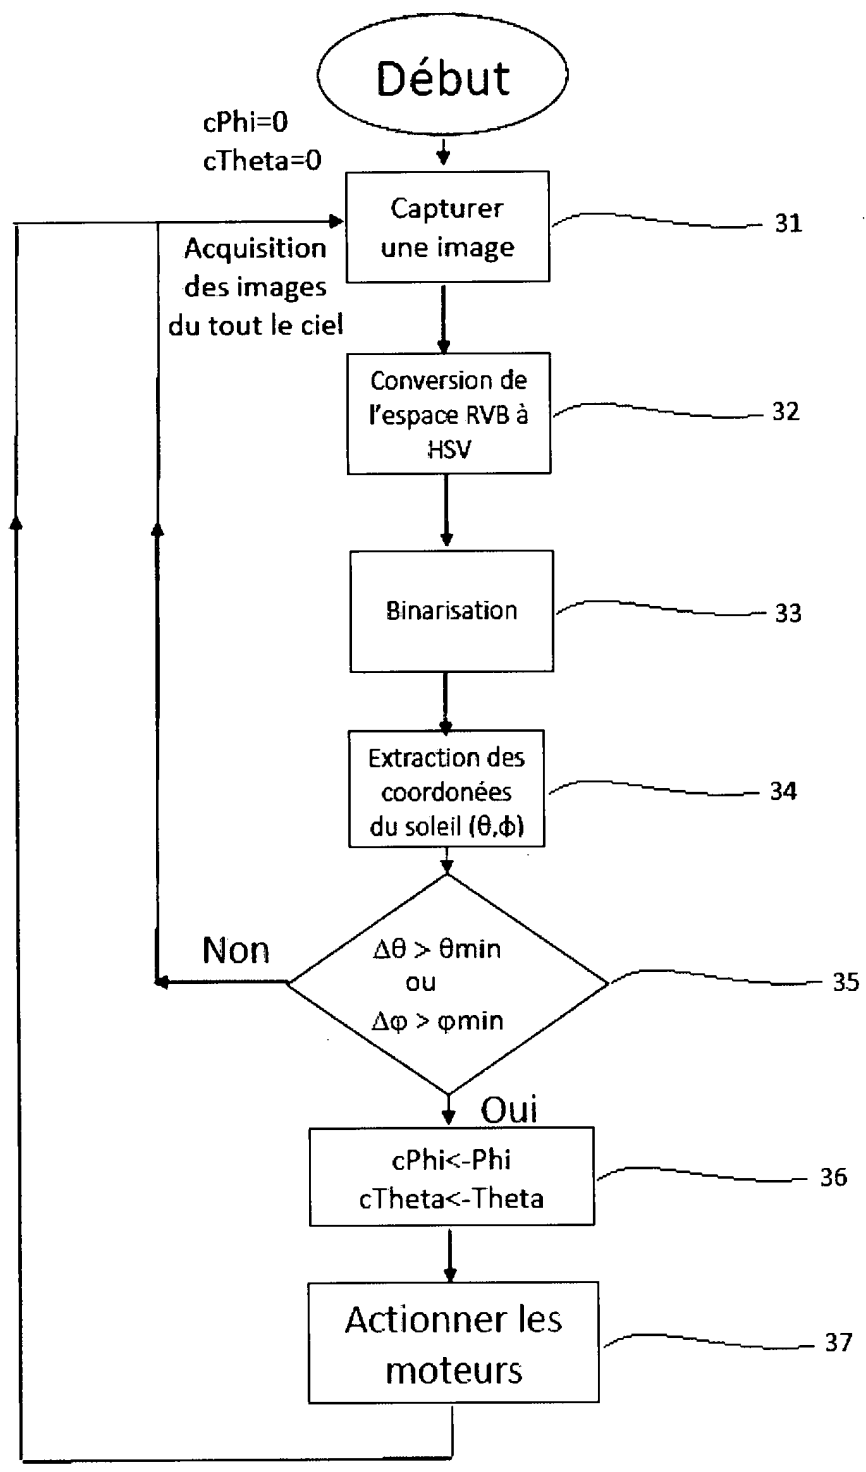 Début
cPhi=0
cTheta=0
Capturer
une image
31
Acquisition
des images
du tout le ciel
Conversion de
l'espace RVB à
HSV
32
Binarisation
33
Extraction des
coordonées
du soleil (θ,ϕ)
34
Non
Δθ > θmin
ou
Δφ > φmin
35
Oui
cPhi<-Phi
cTheta<-Theta
36
Actionner les
moteurs
37